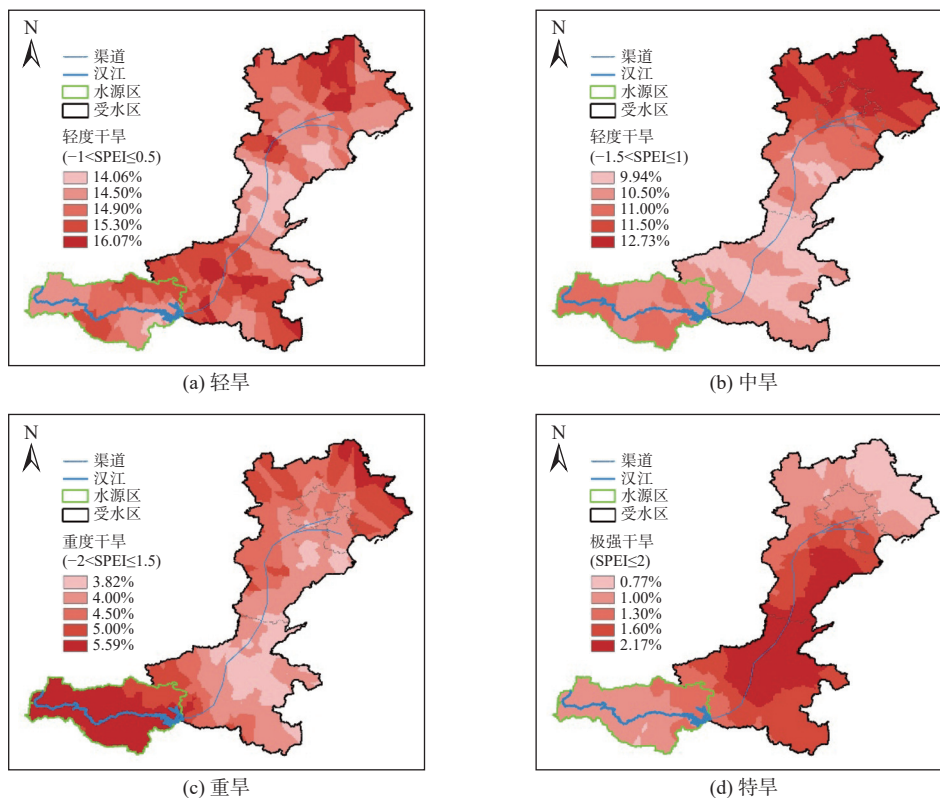 N
渠道
汉江
水源区
受水区
轻度干旱
(−1<SPEI≤0.5)
14.06%
14.50%
14.90%
15.30%
16.07%
(a) 轻旱
N
渠道
汉江
水源区
受水区
轻度干旱
(−1.5<SPEI≤1)
9.94%
10.50%
11.00%
11.50%
12.73%
(b) 中旱
N
渠道
汉江
水源区
受水区
重度干旱
(−2<SPEI≤1.5)
3.82%
4.00%
4.50%
5.00%
5.59%
(c) 重旱
N
渠道
汉江
水源区
受水区
极强干旱
(SPEI≤2)
0.77%
1.00%
1.30%
1.60%
2.17%
(d) 特旱